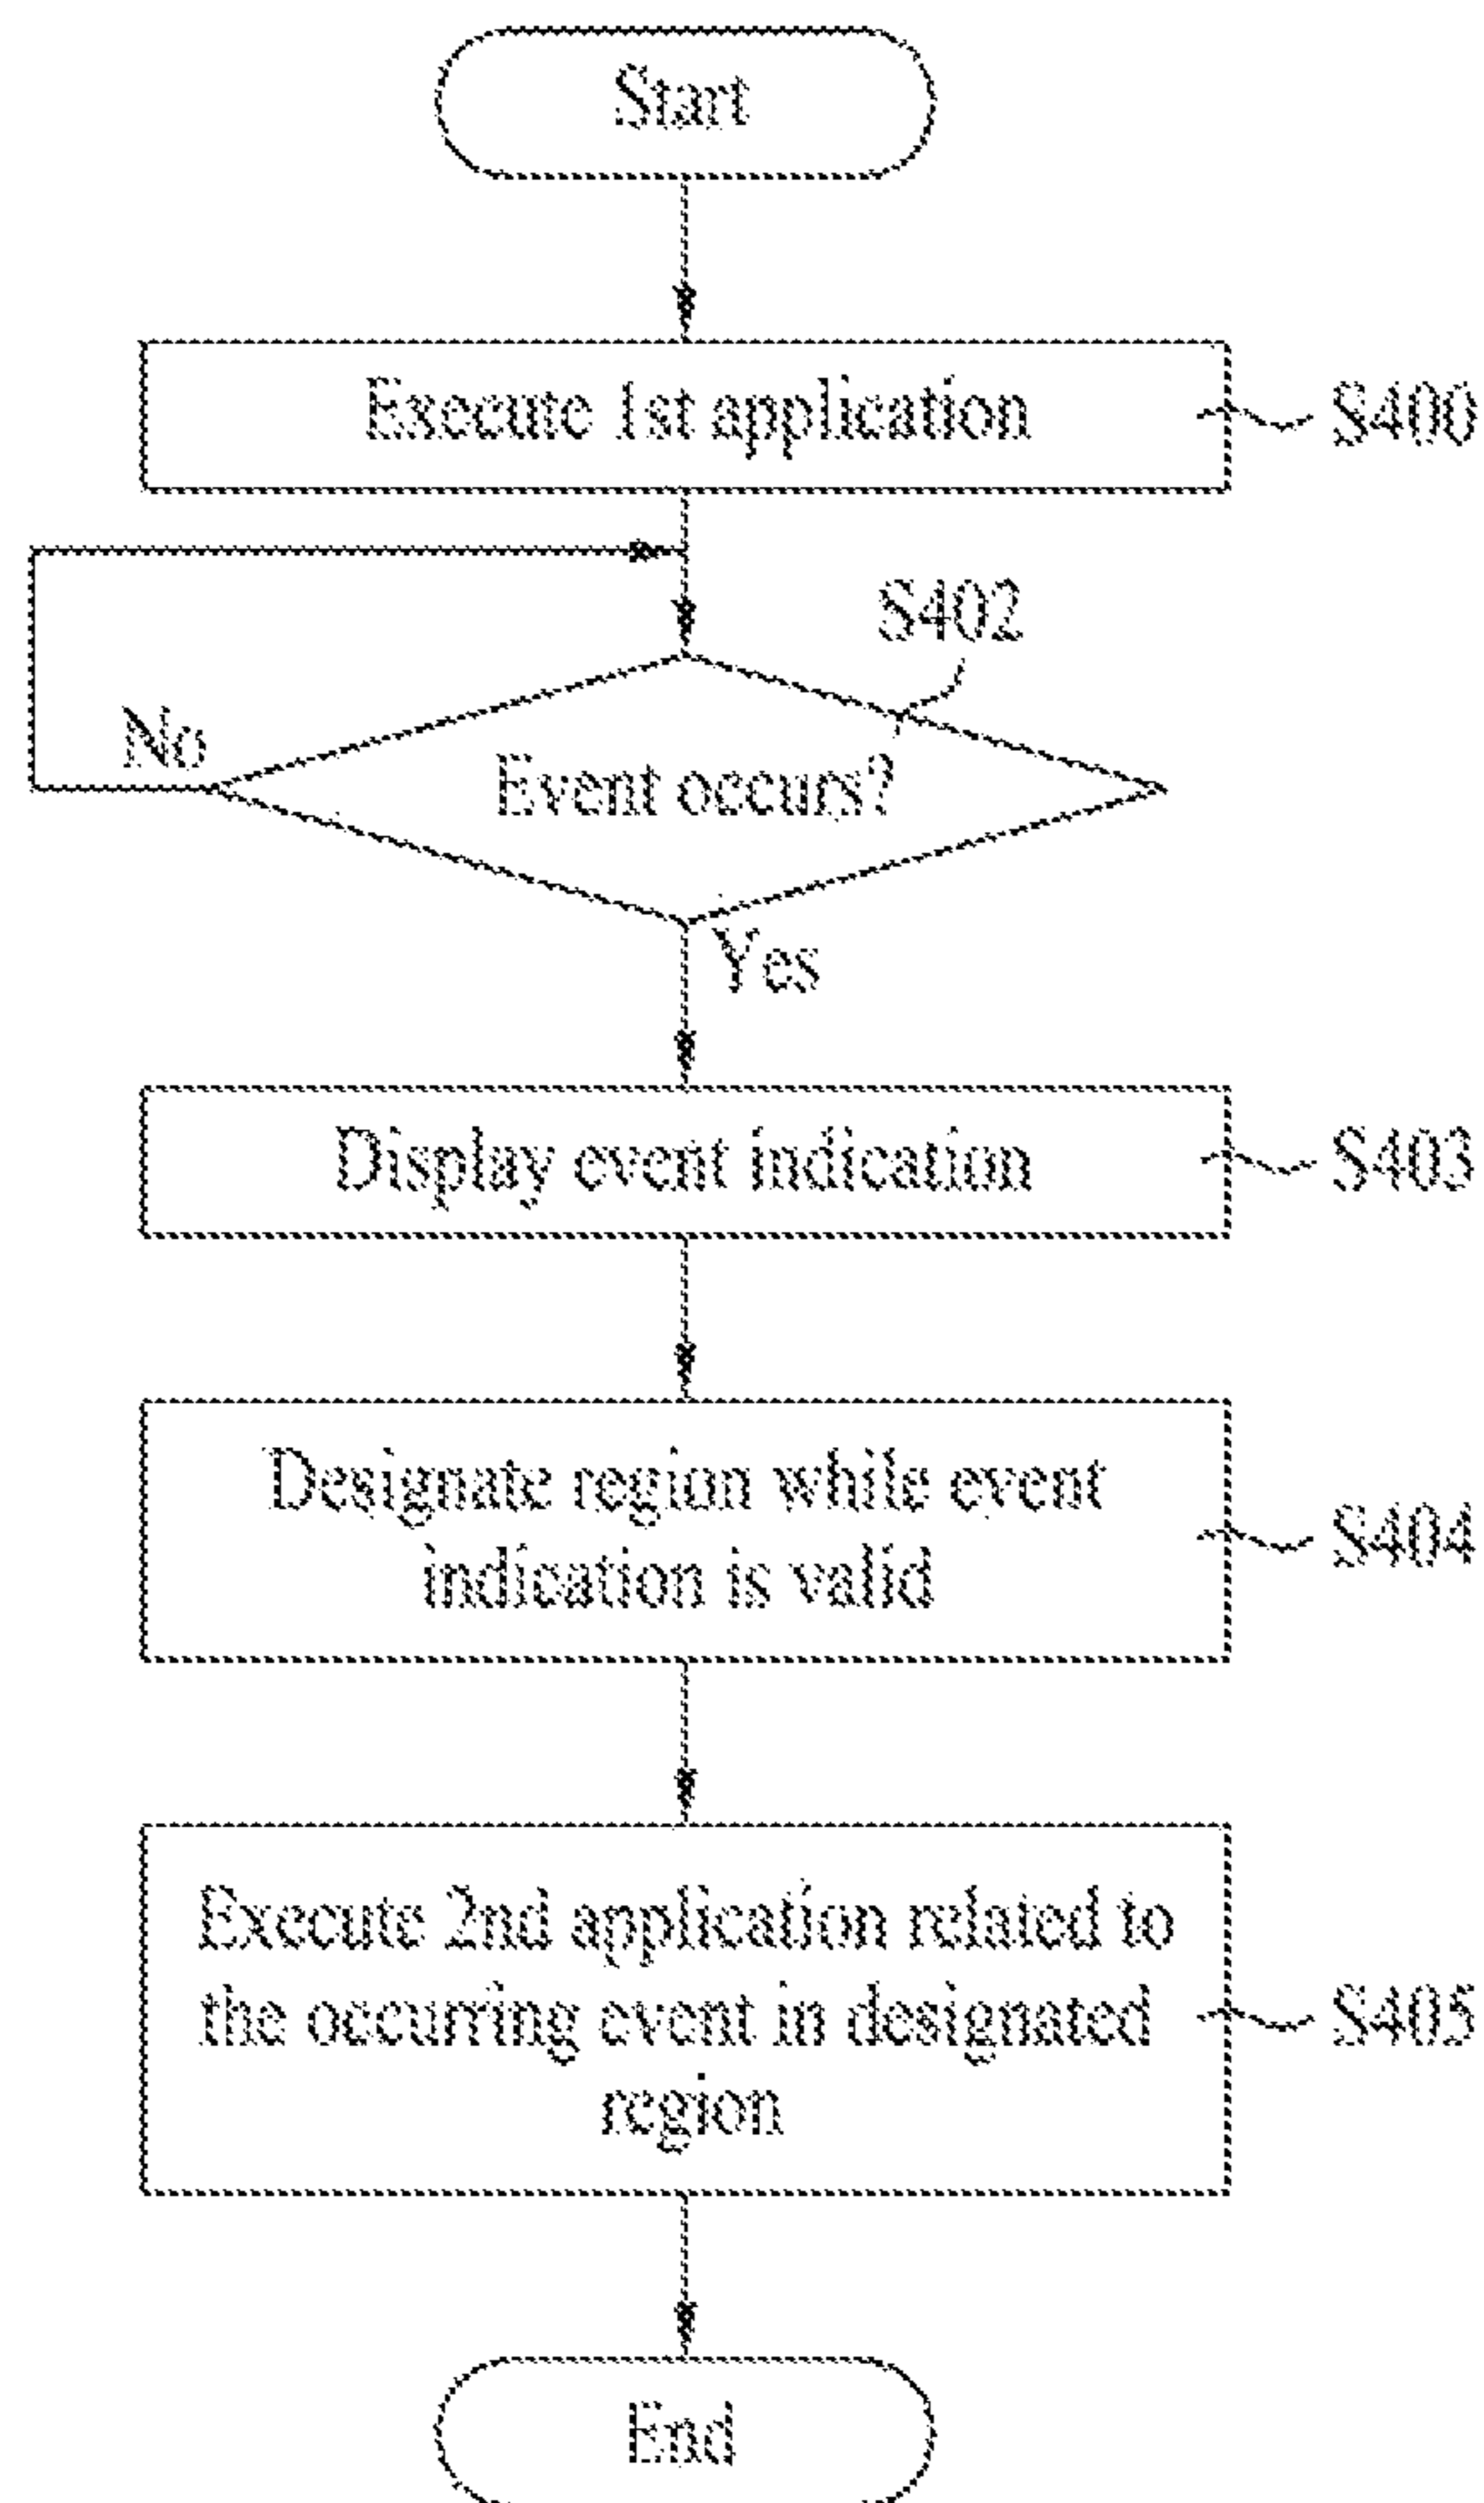 Start
Execute 1st application
S400
S402
No
Event occurs?
Yes
Display event indication
S403
Designate region while event
indication is valid
S404
Execute 2nd application related to
the occurring event in designated
region
S405
End